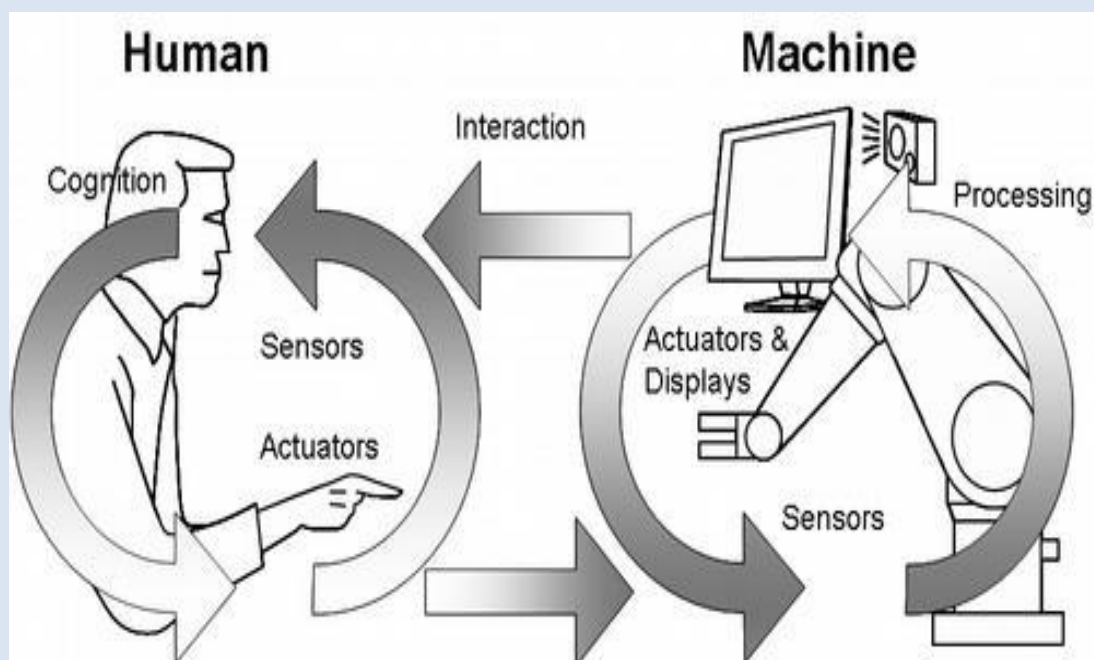 Human
Machine
Interaction
Cognition
Processing
Sensors
Actuators &
Displays
Actuators
Sensors